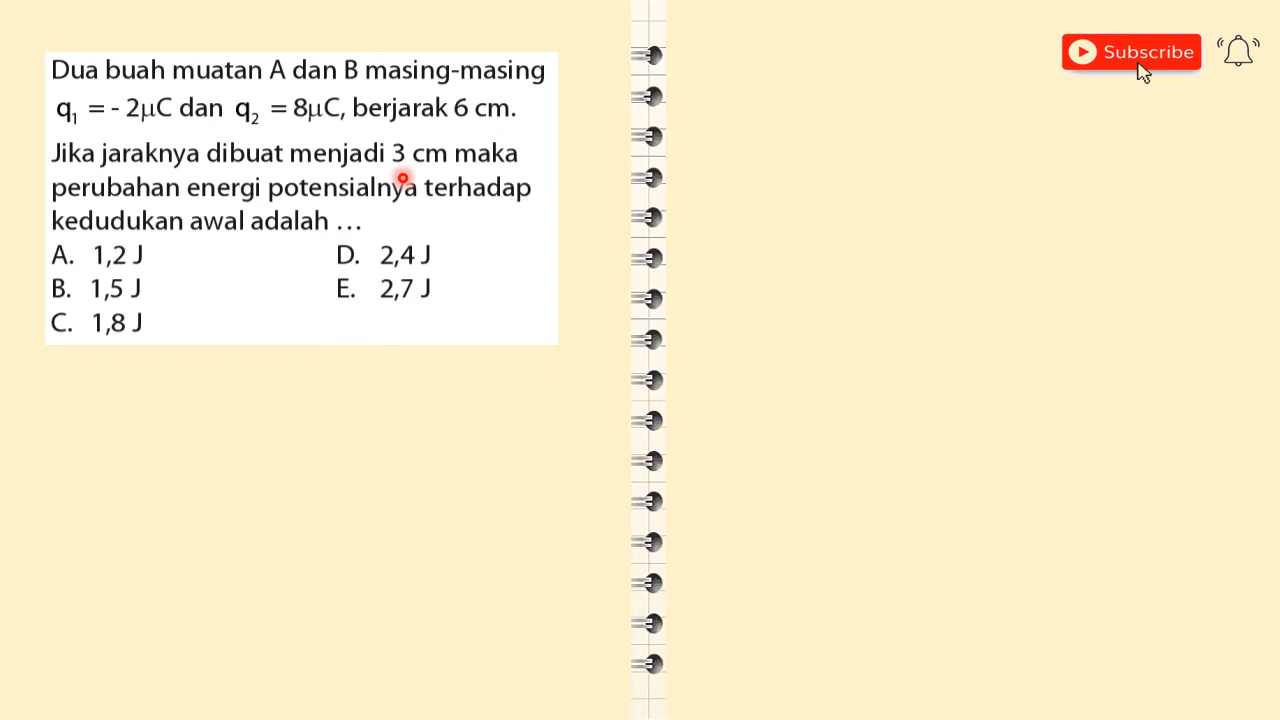 Dua buah muatan A dan B masing-masing
q₁ = - 2μC dan q₂ = 8μC, berjarak 6 cm.
Jika jaraknya dibuat menjadi 3 cm maka
perubahan energi potensialnya terhadap
kedudukan awal adalah …
A. 1,2 J D. 2,4 J
B. 1,5 J E. 2,7 J
C. 1,8 J
Subscribe